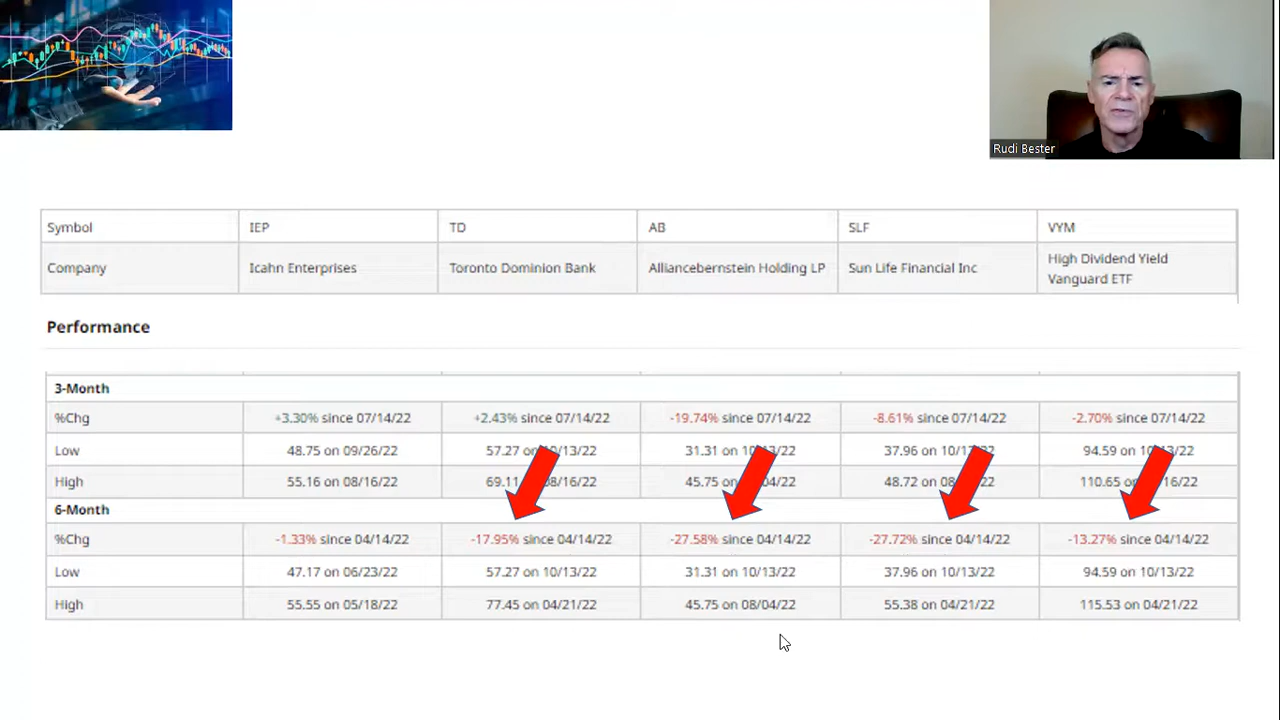 Rudi Bester
Symbol IEP TD AB SLF VYM
Company Icahn Enterprises Toronto Dominion Bank Alliancebernstein Holding LP Sun Life Financial Inc High Dividend Yield
Vanguard ETF
Performance
3-Month
%Chg +3.30% since 07/14/22 +2.43% since 07/14/22 -19.74% since 07/14/22 -8.61% since 07/14/22 -2.70% since 07/14/22
Low 48.75 on 09/26/22 57.27 on 31.31 on 37.96 on 94.59 on
High 55.16 on 08/16/22 69.11 45.75 on 48.72 on 110.65
6-Month
%Chg -1.33% since 04/14/22 -17.95% since 04/14/22 -27.58% since 04/14/22 -27.72% since 04/14/22 -13.27% since 04/14/22
Low 47.17 on 06/23/22 57.27 on 10/13/22 31.31 on 10/13/22 37.96 on 10/13/22 94.59 on 10/13/22
High 55.55 on 05/18/22 77.45 on 04/21/22 45.75 on 08/04/22 55.38 on 04/21/22 115.53 on 04/21/22